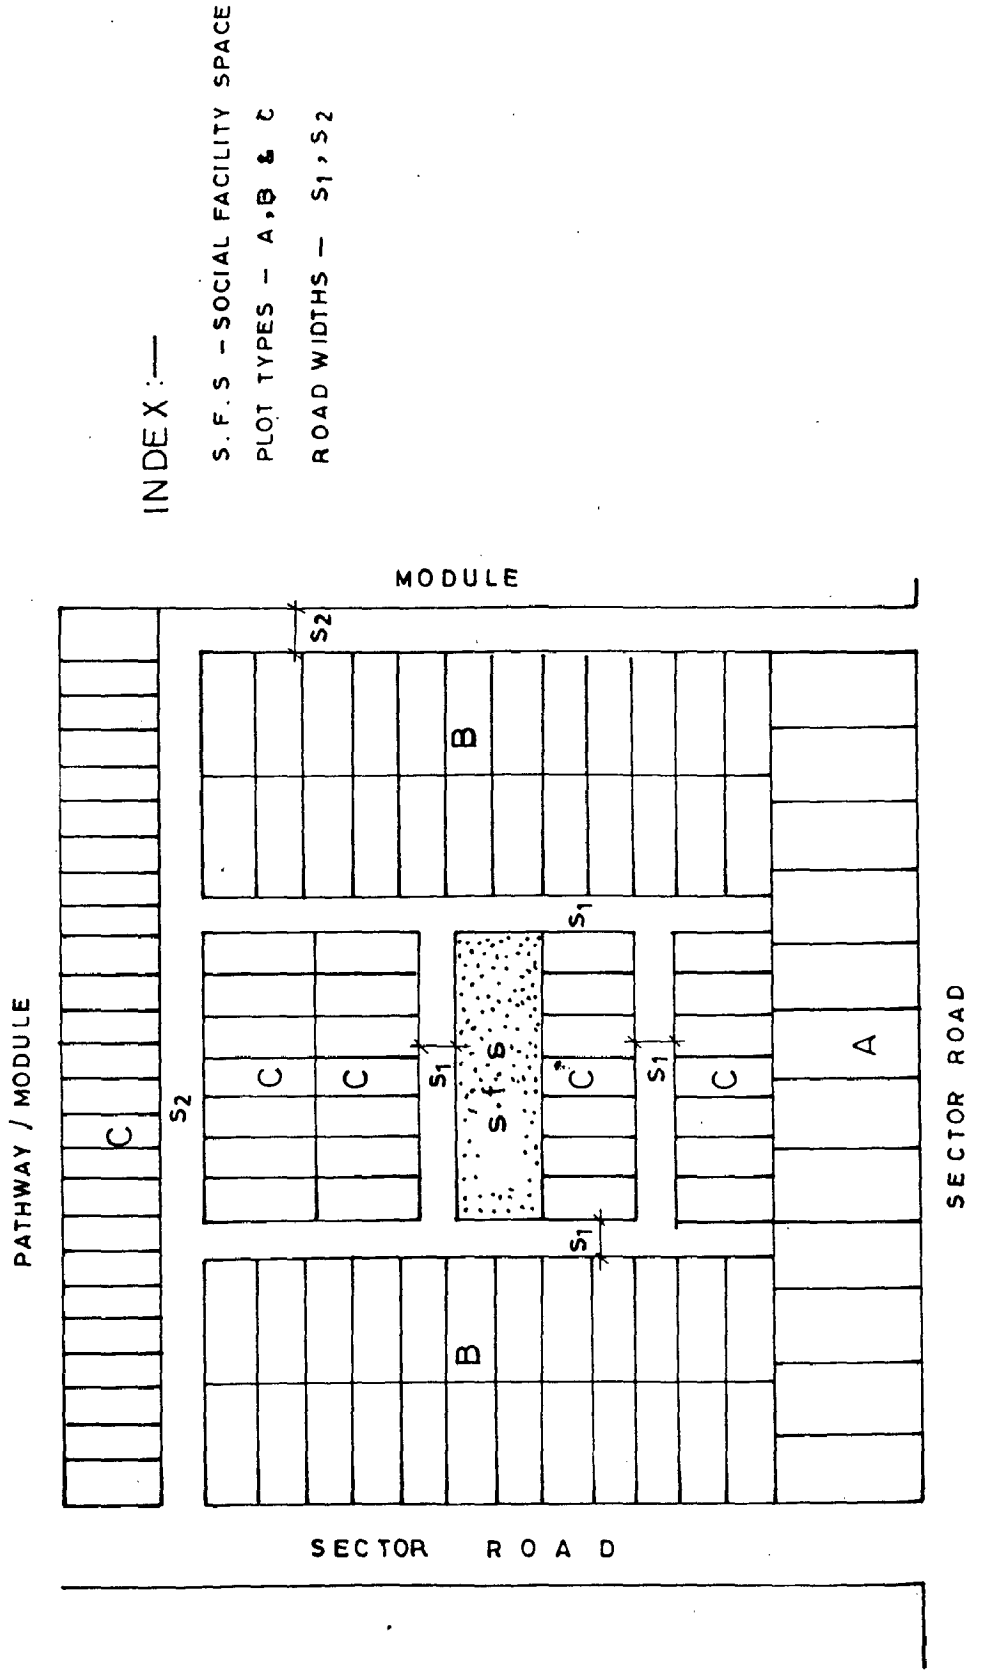 INDEX :—
S.F.S – SOCIAL FACILITY SPACE
PLOT TYPES – A,B & C
ROAD WIDTHS – S1, S2
PATHWAY / MODULE
MODULE
SECTOR ROAD
SECTOR ROAD
C
S2
S2
B
C
C
S1
S.f.s
S1
C
S1
C
S1
B
A